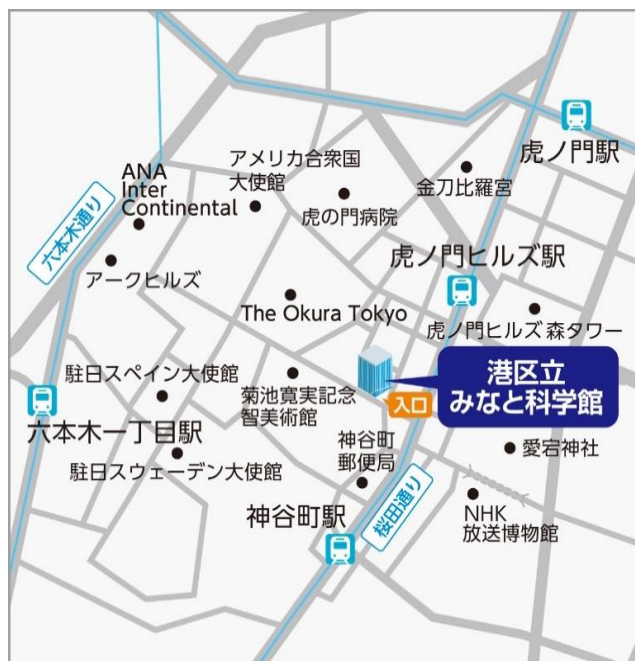 虎ノ門駅
アメリカ合衆国
大使館
金刀比羅宮
ANA
Inter
Continental
虎の門病院
六本木通り
アークヒルズ
虎ノ門ヒルズ駅
The Okura Tokyo
虎ノ門ヒルズ 森タワー
港区立
みなと科学館
駐日スペイン大使館
菊池寛実記念
智美術館
入口
六本木一丁目駅
神谷町
郵便局
愛宕神社
駐日スウェーデン大使館
桜田通り
神谷町駅
NHK
放送博物館